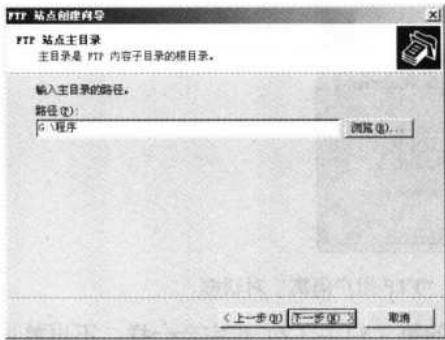 FTP 站点创建向导
FTP 站点主目录
主目录是 FTP 内容子目录的根目录。
输入主目录的路径。
路径(P):
G:\程序
浏览(R)...
< 上一步(B)
下一步(N) >
取消